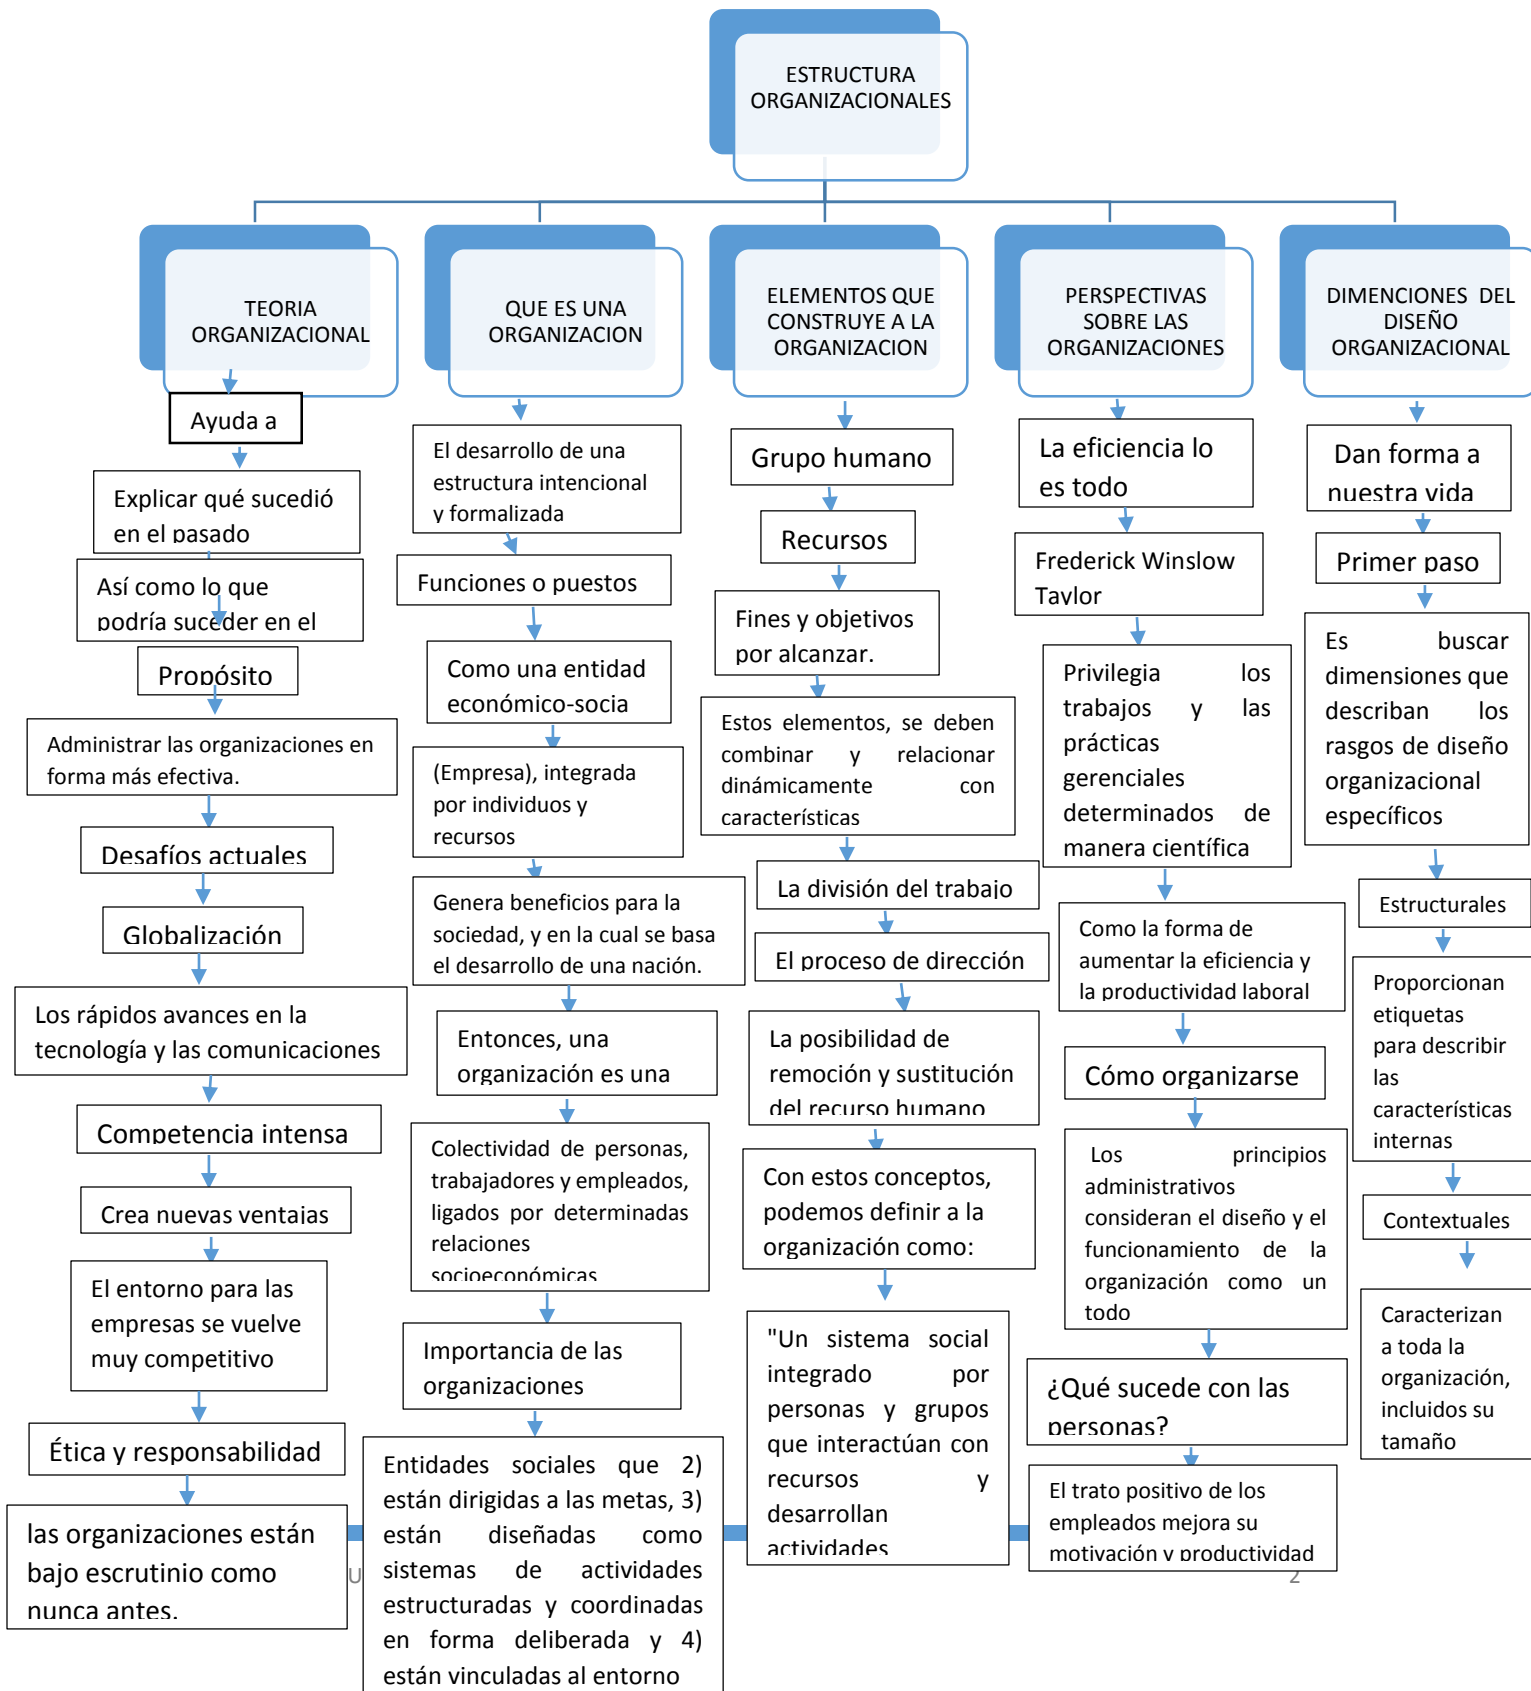 ESTRUCTURA
ORGANIZACIONALES
TEORIA
ORGANIZACIONAL
Ayuda a
Explicar qué sucedió
en el pasado
Así como lo que
podría suceder en el
Propósito
Administrar las organizaciones en
forma más efectiva.
Desafíos actuales
Globalización
Los rápidos avances en la
tecnología y las comunicaciones
Competencia intensa
Crea nuevas ventajas
El entorno para las
empresas se vuelve
muy competitivo
Ética y responsabilidad
las organizaciones están
bajo escrutinio como
nunca antes.
QUE ES UNA
ORGANIZACION
El desarrollo de una
estructura intencional
y formalizada
Funciones o puestos
Como una entidad
económico-socia
(Empresa), integrada
por individuos y
recursos
Genera beneficios para la
sociedad, y en la cual se basa
el desarrollo de una nación.
Entonces, una
organización es una
Colectividad de personas,
trabajadores y empleados,
ligados por determinadas
relaciones
socioeconómicas
Importancia de las
organizaciones
Entidades sociales que 2)
están dirigidas a las metas, 3)
están diseñadas como
sistemas de actividades
estructuradas y coordinadas
en forma deliberada y 4)
están vinculadas al entorno
ELEMENTOS QUE
CONSTRUYE A LA
ORGANIZACION
Grupo humano
Recursos
Fines y objetivos
por alcanzar.
Estos elementos, se deben
combinar y relacionar
dinámicamente con
características
La división del trabajo
El proceso de dirección
La posibilidad de
remoción y sustitución
del recurso humano
Con estos conceptos,
podemos definir a la
organización como:
"Un sistema social
integrado por
personas y grupos
que interactúan con
recursos y
desarrollan
actividades
PERSPECTIVAS
SOBRE LAS
ORGANIZACIONES
La eficiencia lo
es todo
Frederick Winslow
Taylor
Privilegia los
trabajos y las
prácticas
gerenciales
determinados de
manera científica
Como la forma de
aumentar la eficiencia y
la productividad laboral
Cómo organizarse
Los principios
administrativos
consideran el diseño y el
funcionamiento de la
organización como un
todo
¿Qué sucede con las
personas?
El trato positivo de los
empleados mejora su
motivación y productividad
DIMENCIONES DEL
DISEÑO
ORGANIZACIONAL
Dan forma a
nuestra vida
Primer paso
Es buscar
dimensiones que
describan los
rasgos de diseño
organizacional
específicos
Estructurales
Proporcionan
etiquetas
para describir
las
características
internas
Contextuales
Caracterizan
a toda la
organización,
incluidos su
tamaño
U
2